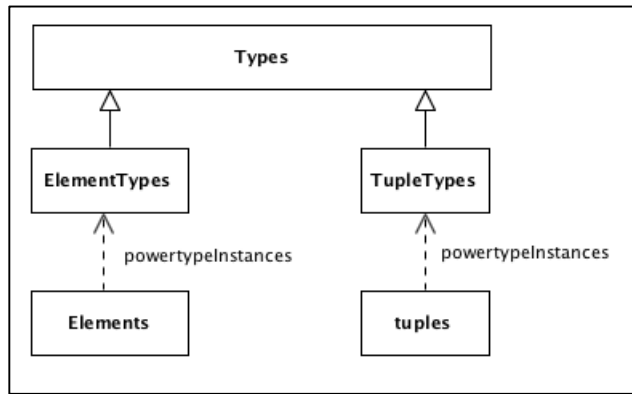 Types
ElementTypes
TupleTypes
powertypeInstances
powertypeInstances
Elements
tuples